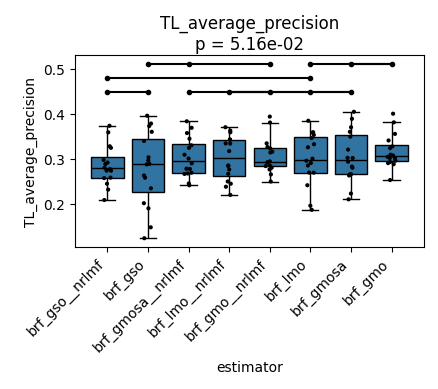 TL_average_precision
p = 5.16e-02
TL_average_precision
0.5
0.4
0.3
0.2
brf_gso__nrlmf
brf_gso
brf_gmosa__nrlmf
brf_lmo__nrlmf
brf_gmo__nrlmf
brf_lmo
brf_gmosa
brf_gmo
estimator